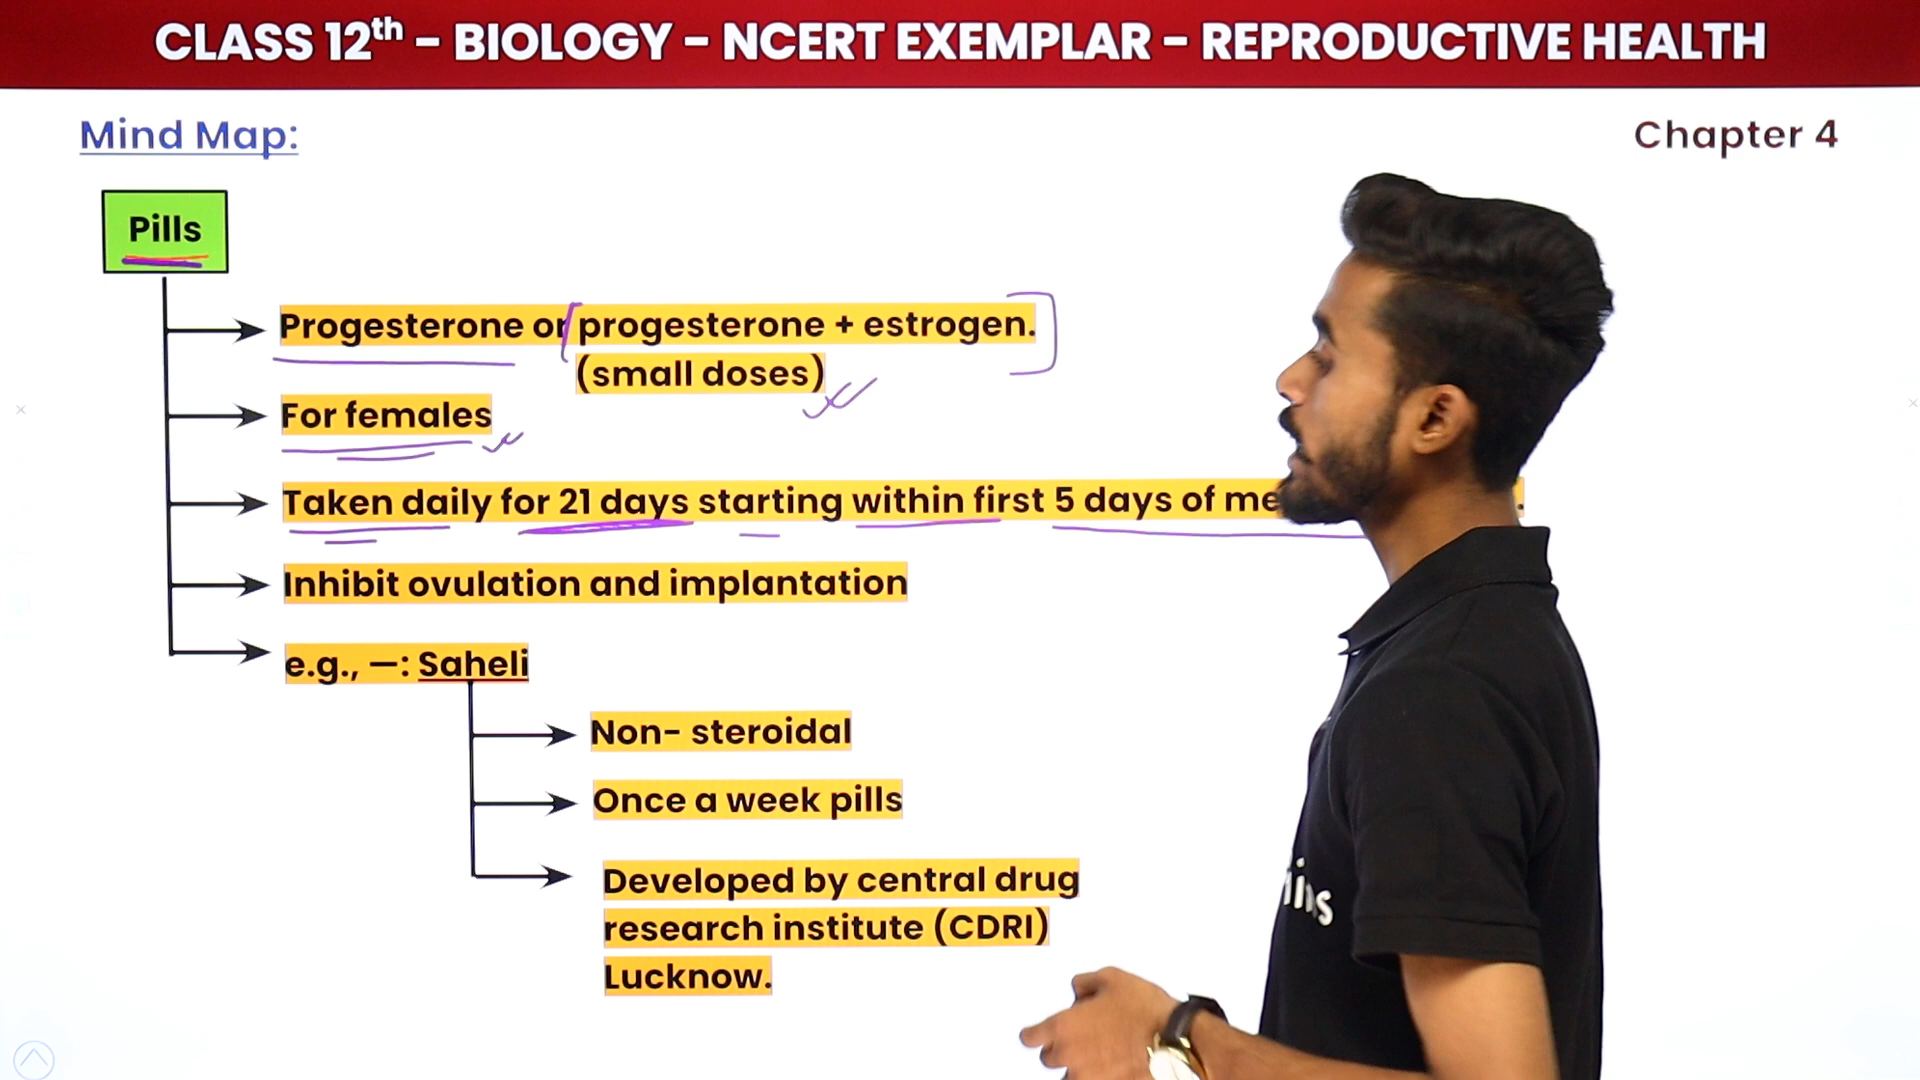 CLASS 12th - BIOLOGY - NCERT EXEMPLAR - REPRODUCTIVE HEALTH
Mind Map:
Chapter 4
Pills
Progesterone or progesterone + estrogen.
(small doses)
For females
Taken daily for 21 days starting within first 5 days of
Inhibit ovulation and implantation
e.g., —: Saheli
Non- steroidal
Once a week pills
Developed by central drug
research institute (CDRI)
Lucknow.